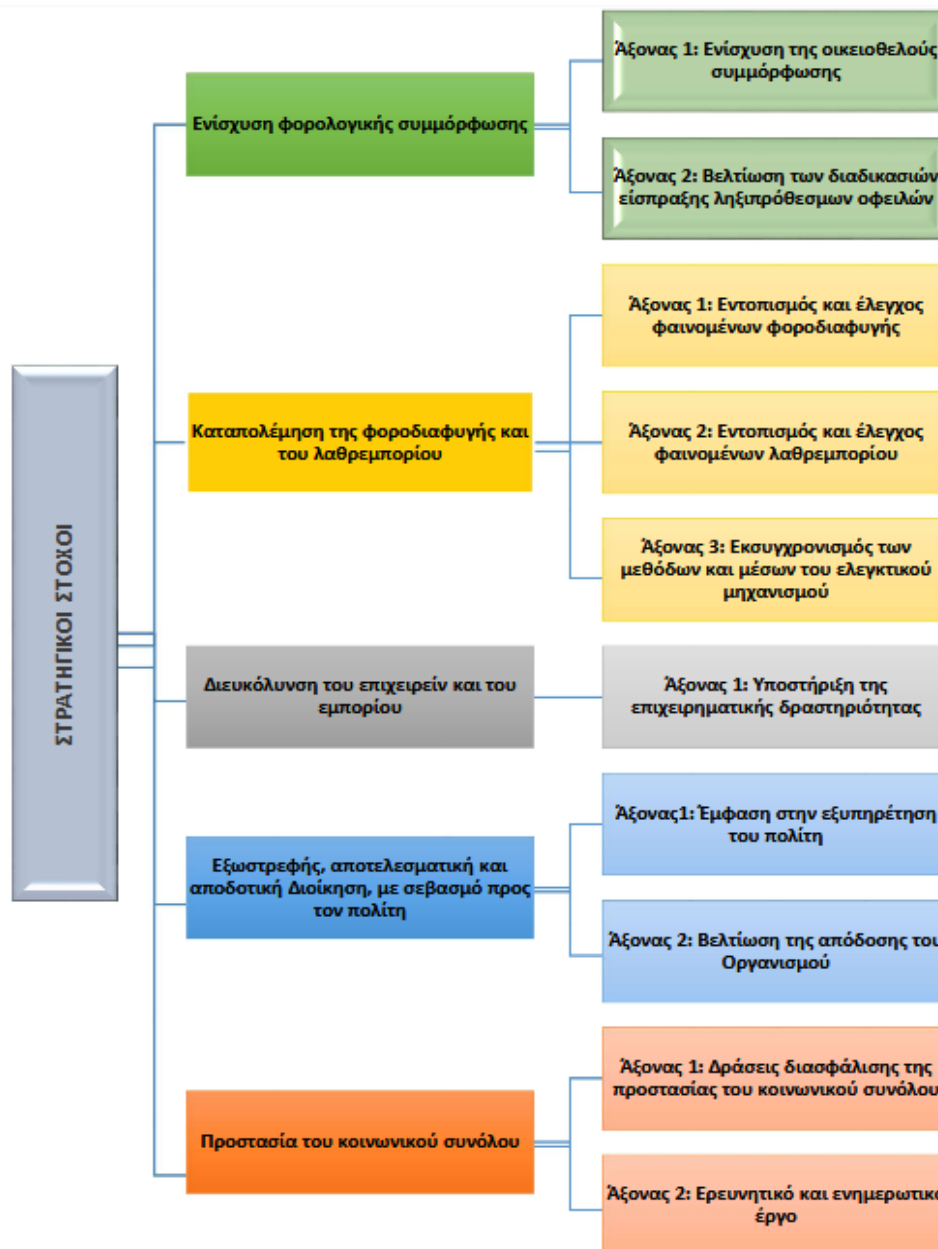 ΣΤΡΑΤΗΓΙΚΟΙ ΣΤΟΧΟΙ
Ενίσχυση φορολογικής συμμόρφωσης
Άξονας 1: Ενίσχυση της οικειοθελούς
συμμόρφωσης
Άξονας 2: Βελτίωση των διαδικασιών
είσπραξης ληξιπρόθεσμων οφειλών
Καταπολέμηση της φοροδιαφυγής και
του λαθρεμπορίου
Άξονας 1: Εντοπισμός και έλεγχος
φαινομένων φοροδιαφυγής
Άξονας 2: Εντοπισμός και έλεγχος
φαινομένων λαθρεμπορίου
Άξονας 3: Εκσυγχρονισμός των
μεθόδων και μέσων του ελεγκτικού
μηχανισμού
Διευκόλυνση του επιχειρείν και του
εμπορίου
Άξονας 1: Υποστήριξη της
επιχειρηματικής δραστηριότητας
Εξωστρεφής, αποτελεσματική και
αποδοτική Διοίκηση, με σεβασμό προς
τον πολίτη
Άξονας1: Έμφαση στην εξυπηρέτηση
του πολίτη
Άξονας 2: Βελτίωση της απόδοσης του
Οργανισμού
Προστασία του κοινωνικού συνόλου
Άξονας 1: Δράσεις διασφάλισης της
προστασίας του κοινωνικού συνόλου
Άξονας 2: Ερευνητικό και ενημερωτικό
έργο